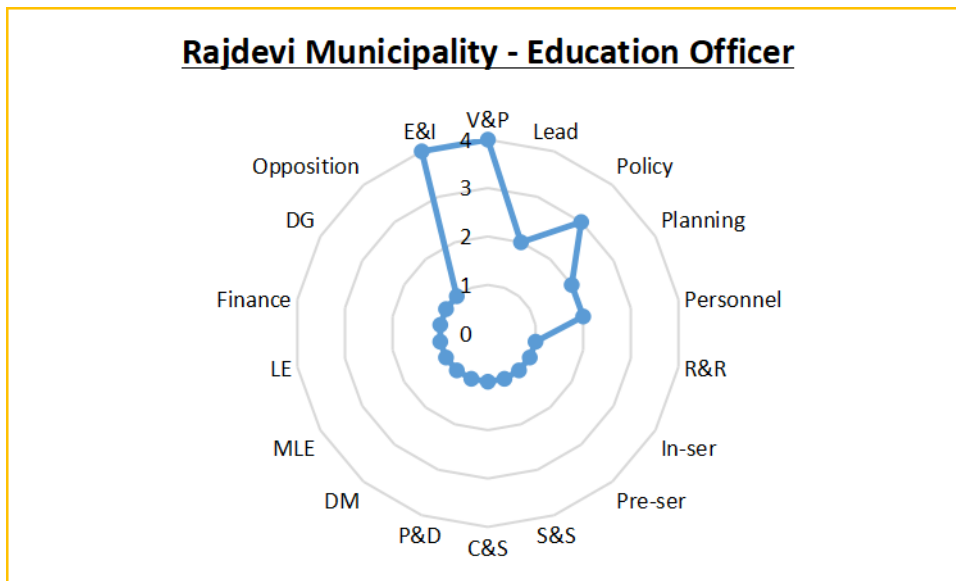 Rajdevi Municipality - Education Officer
V&P
Lead
Policy
Planning
Personnel
R&R
In-ser
Pre-ser
S&S
C&S
P&D
DM
MLE
LE
Finance
DG
Opposition
E&I
4
3
2
1
0